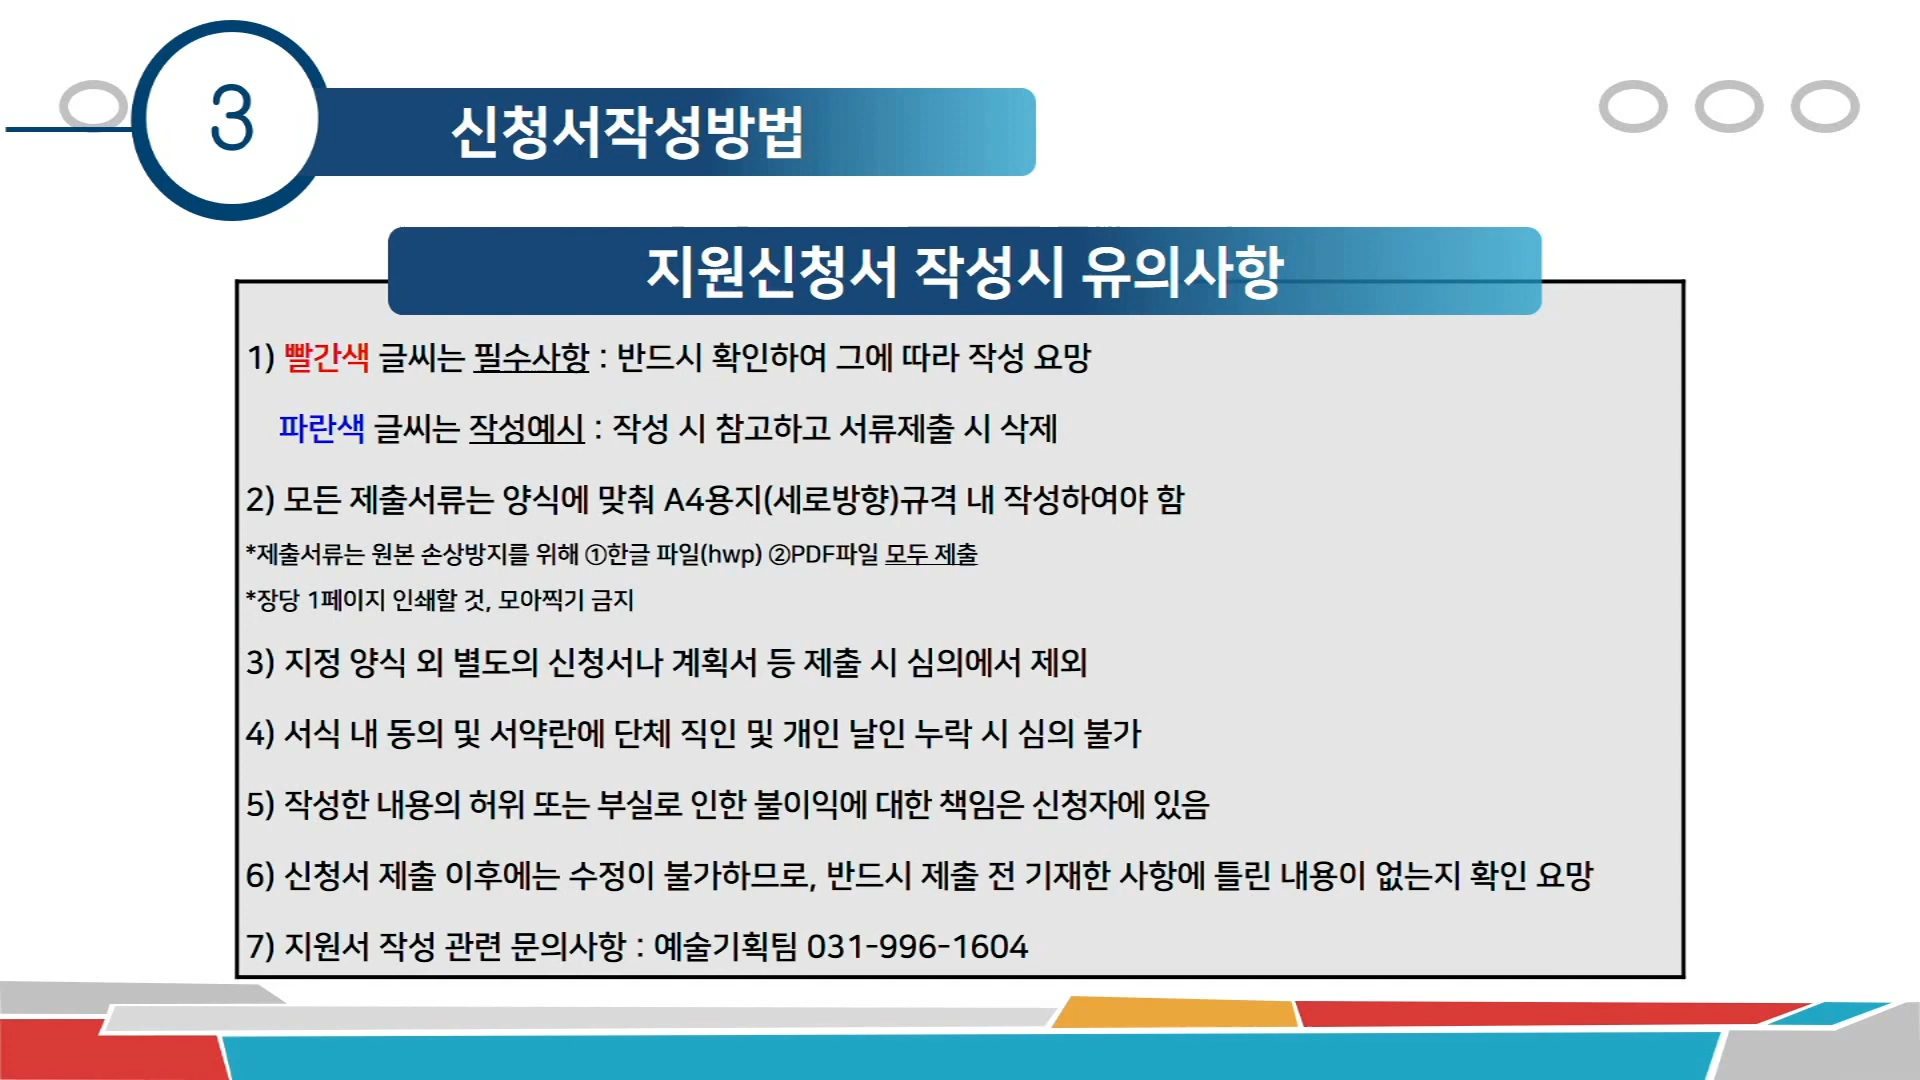 3
신청서작성방법
지원신청서 작성시 유의사항
1) 빨간색 글씨는 필수사항 : 반드시 확인하여 그에 따라 작성 요망
파란색 글씨는 작성예시 : 작성 시 참고하고 서류제출 시 삭제
2) 모든 제출서류는 양식에 맞춰 A4용지(세로방향)규격 내 작성하여야 함
*제출서류는 원본 손상방지를 위해 ①한글 파일(hwp) ②PDF파일 모두 제출
*장당 1페이지 인쇄할 것, 모아찍기 금지
3) 지정 양식 외 별도의 신청서나 계획서 등 제출 시 심의에서 제외
4) 서식 내 동의 및 서약란에 단체 직인 및 개인 날인 누락 시 심의 불가
5) 작성한 내용의 허위 또는 부실로 인한 불이익에 대한 책임은 신청자에 있음
6) 신청서 제출 이후에는 수정이 불가하므로, 반드시 제출 전 기재한 사항에 틀린 내용이 없는지 확인 요망
7) 지원서 작성 관련 문의사항 : 예술기획팀 031-996-1604